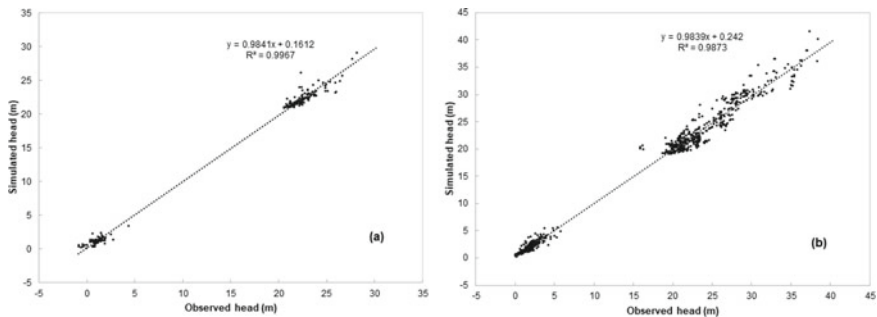 35
30
25
20
15
10
5
0
-5
-5 0 5 10 15 20 25 30 35
Simulated head (m)
Observed head (m)
y = 0.9841x + 0.1612
R² = 0.9967
(a)
45
40
35
30
25
20
15
10
5
0
-5
-5 0 5 10 15 20 25 30 35 40 45
Simulated head (m)
Observed head (m)
y = 0.9839x + 0.242
R² = 0.9873
(b)